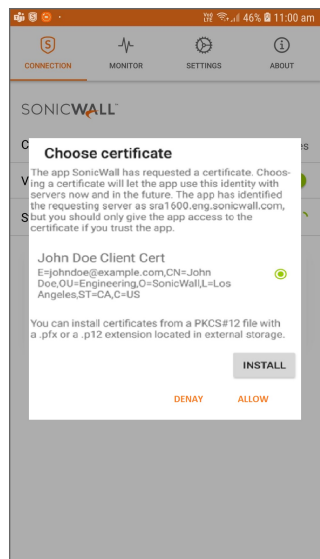 46% 11:00 am
CONNECTION MONITOR SETTINGS ABOUT
SONICWALL
C es
Choose certificate
The app SonicWall has requested a certificate. Choos-
ing a certificate will let the app use this identity with
servers now and in the future. The app has identified
the requesting server as sra1600.eng.sonicwall.com,
but you should only give the app access to the
certificate if you trust the app.
V
S
John Doe Client Cert
E=johndoe@example.com,CN=John
Doe,OU=Engineering,O=SonicWall,L=Los
Angeles,ST=CA,C=US
You can install certificates from a PKCS#12 file with
a .pfx or a .p12 extension located in external storage.
INSTALL
DENAY ALLOW